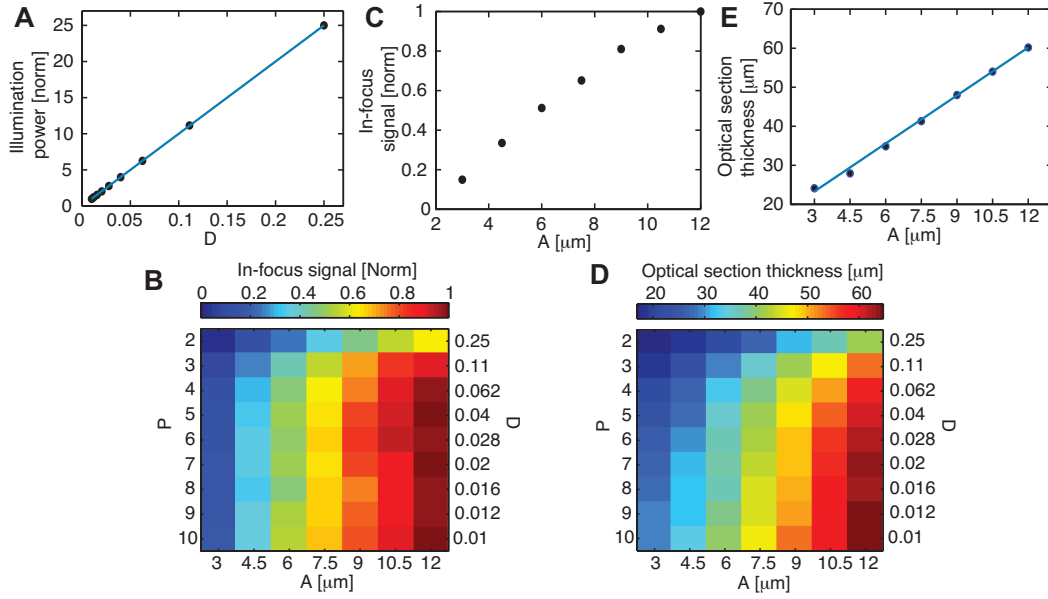 A
Illumination
power [norm]
25
20
15
10
5
0
0 0.05 0.1 0.15 0.2 0.25
D
C
In-focus
signal [norm]
1
0.8
0.6
0.4
0.2
0
2 4 6 8 10 12
A [μm]
E
Optical section
thickness [μm]
70
60
50
40
30
20
3 4.5 6 7.5 9 10.5 12
A [μm]
B
In-focus signal [Norm]
0 0.2 0.4 0.6 0.8 1
P
2 0.25
3 0.11
4 0.062
5 0.04
6 0.028
7 0.02
8 0.016
9 0.012
10 0.01
D
3 4.5 6 7.5 9 10.5 12
A [μm]
D
Optical section thickness [μm]
20 30 40 50 60
P
2 0.25
3 0.11
4 0.062
5 0.04
6 0.028
7 0.02
8 0.016
9 0.012
10 0.01
D
3 4.5 6 7.5 9 10.5 12
A [μm]